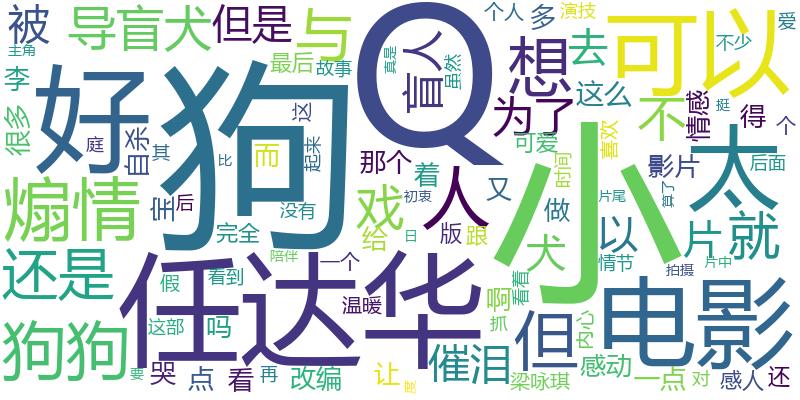 被
导盲犬
但是
与
Q
盲人
真是
虽然
个人
多
演技
可以
爱
主角
李
最后
故事
想
去
不少
很多
好
狗
这
为了
这么
不
情感
得
个
庭
自杀
其
而
起来
比
那个
着
可爱
喜欢
时间
影片
太
后面
煽情
宝
后
没有
戏
人
初衷
又
做
小
片尾
算了
完全
给
版
跟
犬
以
片
就
还是
任达华
陪伴
日
假
看到
一个
温暖
啊
看着
情节
拍摄
片中
电影
狗狗
这部
吗
抓
但
内心
催泪
感动
要
哭
点
看
再
改编
让
梁咏琪
一点
对
感人
还
挺